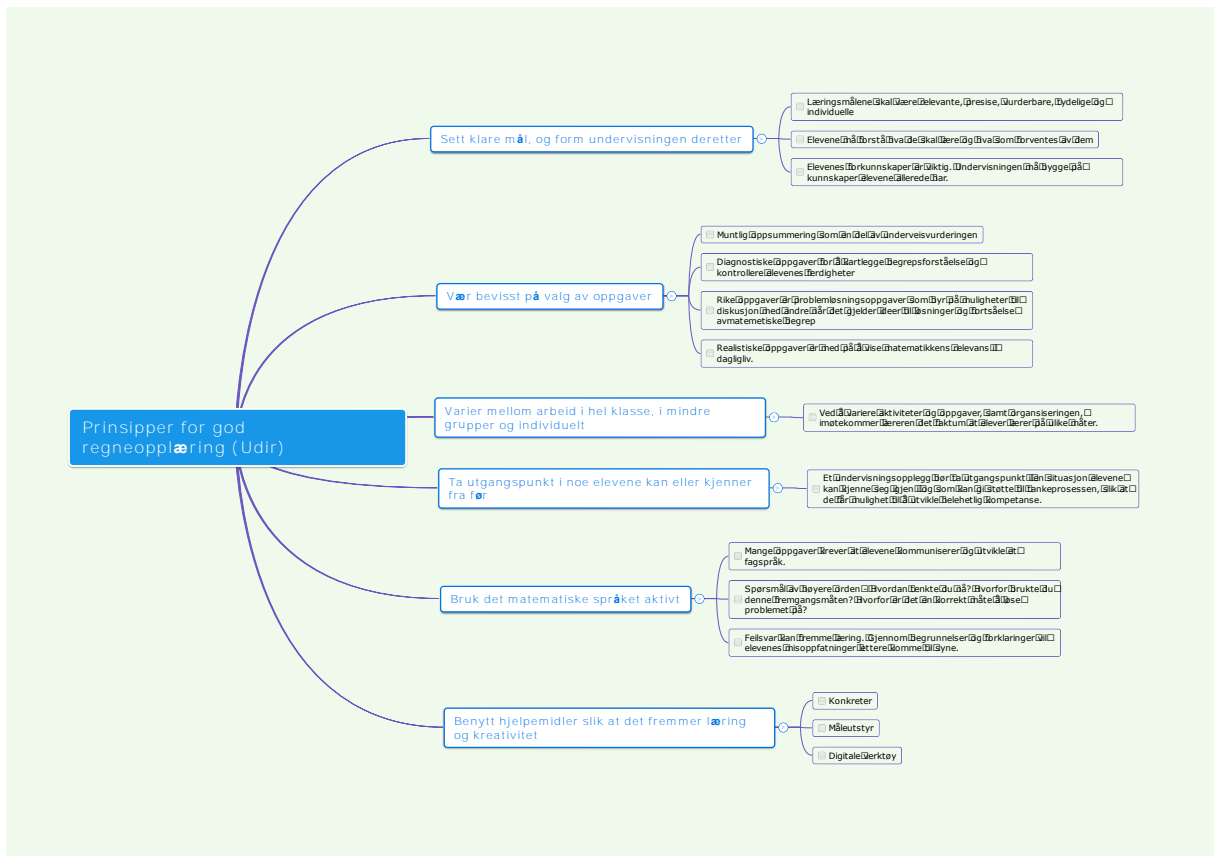 Prinsipper for god
regneopplæring (Udir)
Sett klare mål, og form undervisningen deretter
Læringsmålene skal være relevante, presise, vurderbare, tydelige og
individuelle
Elevene må forstå hva de skal lære og hva som forventes av dem
Elevenes forkunnskaper er viktig. Undervisningen må bygge på
kunnskaper elevene allerede har.
Vær bevisst på valg av oppgaver
Muntlig oppsummering som en del av underveisvurderingen
Diagnostiske oppgaver for å kartlegge begrepsforståelse og
kontrollere elevenes ferdigheter
Rike oppgaver er problemløsningsoppgaver som byr på muligheter til
diskusjon med andre når det gjelder ideer til løsninger og fortsåelse
avmatemetiske begrep
Realistiske oppgaver er med på å vise matematikkens relevans i
dagligliv.
Varier mellom arbeid i hel klasse, i mindre
grupper og individuelt
Ved å variere aktiviteter og oppgaver, samt organsiseringen,
imøtekommer læreren det faktum at elever lærer på ulike måter.
Ta utgangspunkt i noe elevene kan eller kjenner
fra før
Et undervisningsopplegg bør ta utgangspunkt i en situasjon elevene
kan kjenne seg igjen i og som kan gi støtte til tankeprosessen, slik at
de får mulighet til å utvikle helehetlig kompetanse.
Bruk det matematiske språket aktivt
Mange oppgaver krever at elevene kommuniserer og utvikle et
fagspråk.
Spørsmål av høyere orden - Hvordan tenkte du nå? Hvorfor brukte du
denne fremgangsmåten? Hvorfor er det en korrekt måte å løse
problemet på?
Feilsvar kan fremme læring. Gjennom begrunnelser og forklaringer vil
elevenes misoppfatninger lettere komme til syne.
Benytt hjelpemidler slik at det fremmer læring
og kreativitet
Konkreter
Måleutstyr
Digitale verktøy